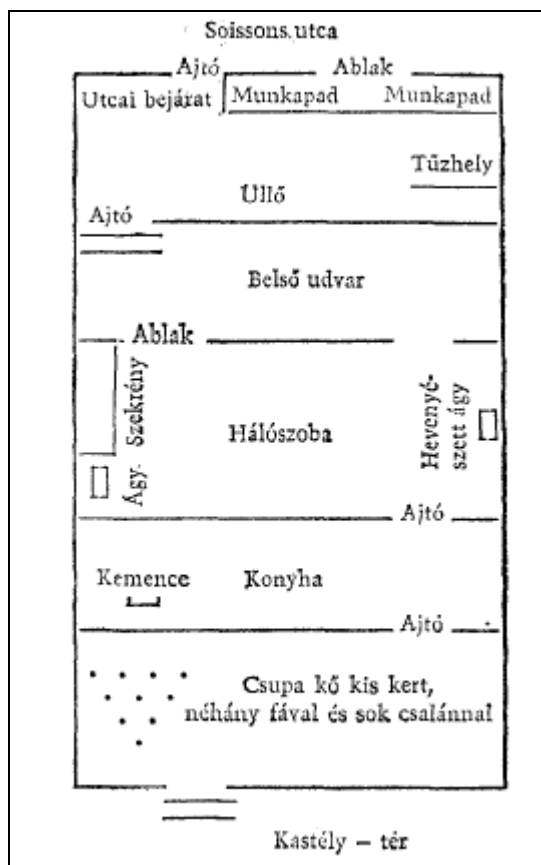 Soissons utca
Ajtó Ablak
Utcai bejárat Munkapad Munkapad
Tűzhely
Üllő
Ajtó
Belső udvar
Ablak
Szekrény
Ágy
Hálószoba
Hevenyé-
szett ágy
Ajtó
Kemence Konyha
Ajtó
Csupa kő kis kert,
néhány fával és sok csalánnal
Kastély – tér